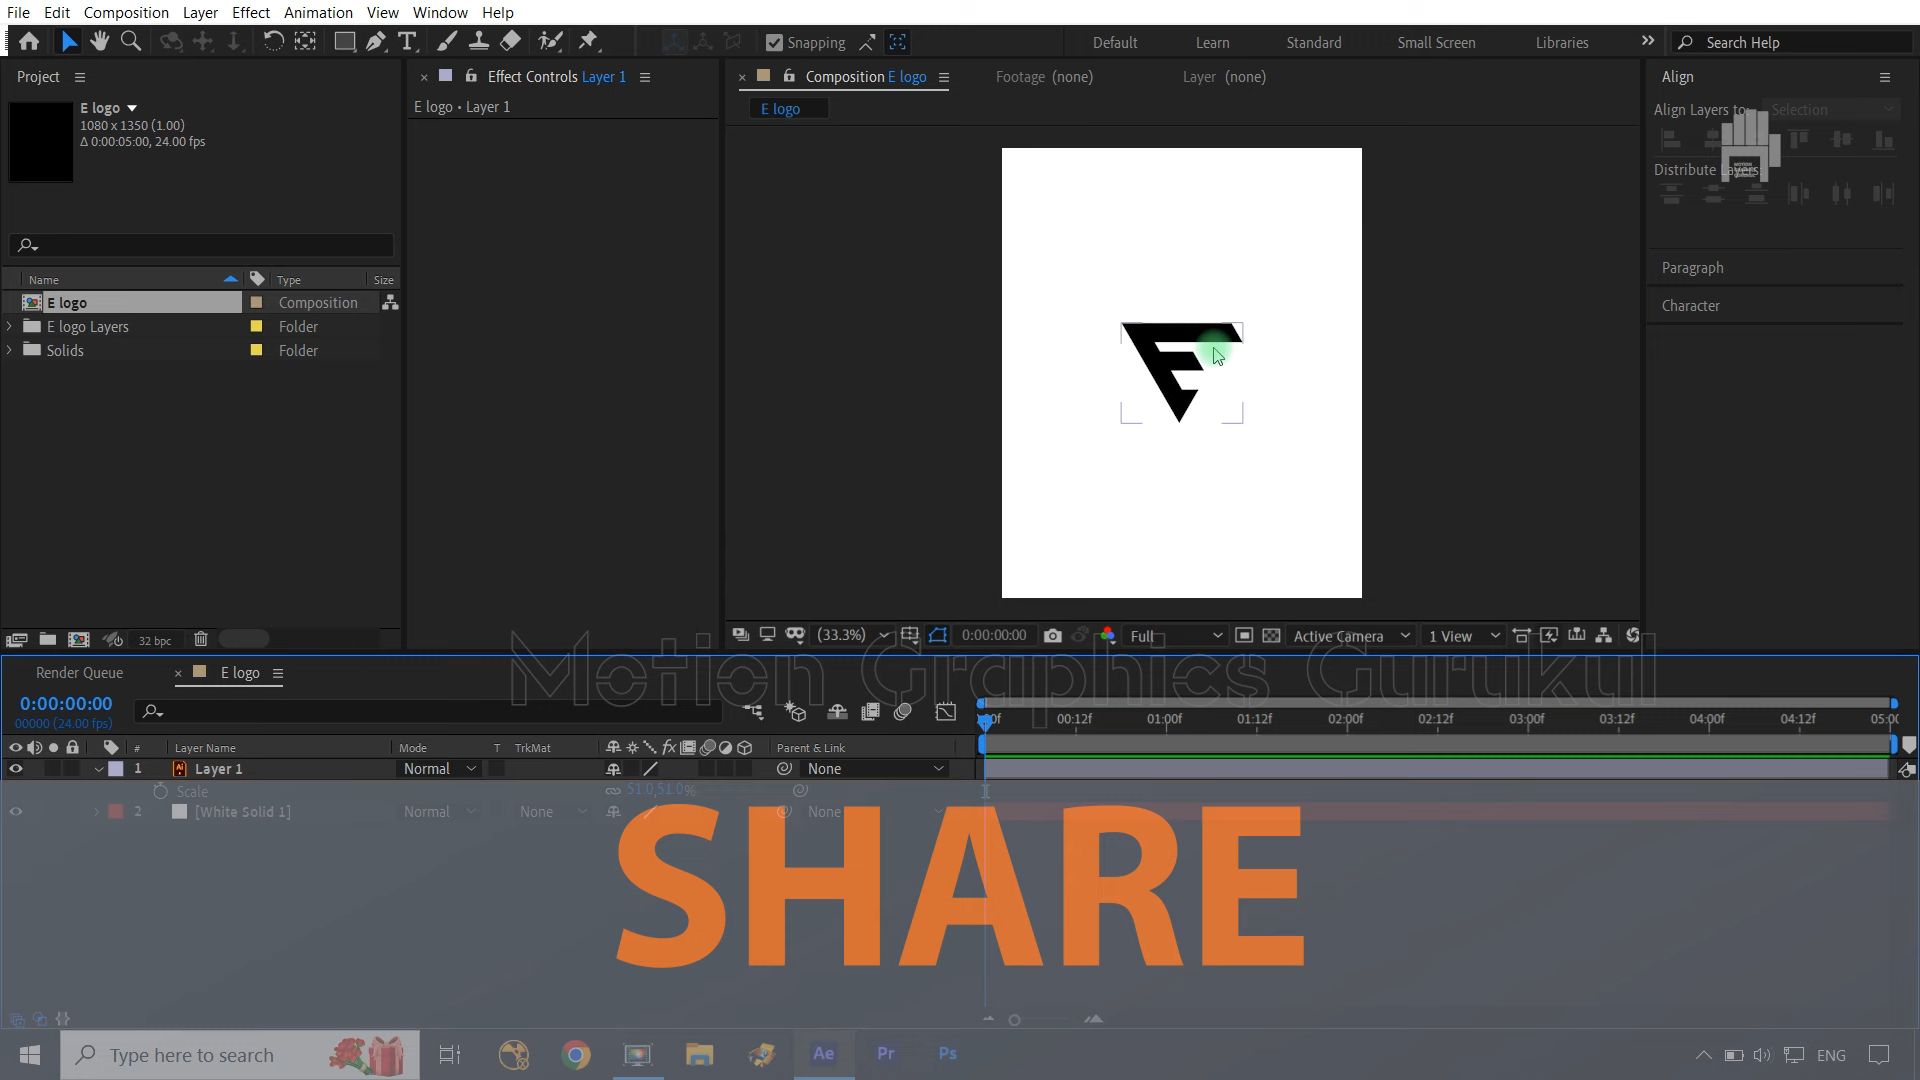 File Edit Composition Layer Effect Animation View Window Help
Snapping
Default Learn Standard Small Screen Libraries
Search Help
Project
E logo
1080 x 1350 (1.00)
Δ 0:00:05:00, 24.00 fps
Name Type Size
E logo Composition
E logo Layers Folder
Solids Folder
32 bpc
Effect Controls Layer 1
E logo • Layer 1
Composition E logo
Footage (none)
Layer (none)
E logo
(33.3%) 0:00:00:00 Full Active Camera 1 View
Align
Align Layers to: Selection
Distribute Layers:
Paragraph
Character
Motion Graphics Gurukul
Render Queue
E logo
0:00:00:00
00000 (24.00 fps)
00:12f 01:00f 01:12f 02:00f 02:12f 03:00f 03:12f 04:00f 04:12f
# Layer Name Mode T TrkMat fx Parent & Link
1 Ai Layer 1 Normal None
Scale 51.0,51.0%
2 [White Solid 1] Normal None None
SHARE
Type here to search
Ae Pr Ps
ENG